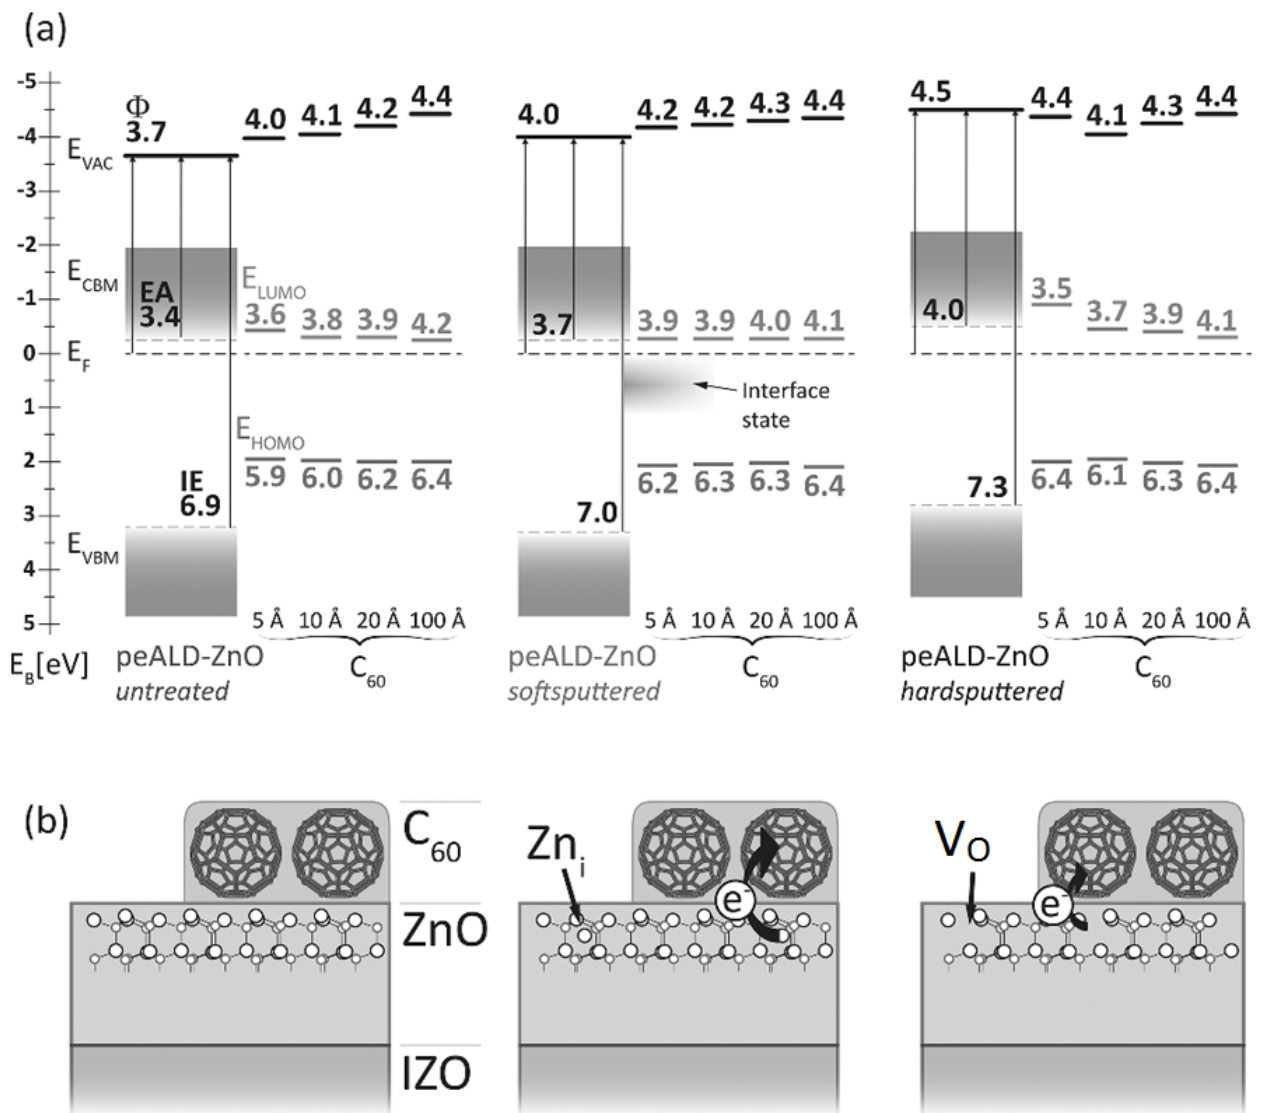 (a)
-5
-4
-3
-2
-1
0
1
2
3
4
5
E_B[eV]
E_VAC
E_CBM
E_F
E_VBM
Φ
3.7
4.0 4.1 4.2 4.4
EA
3.4
E_LUMO
3.6 3.8 3.9 4.2
E_HOMO
5.9 6.0 6.2 6.4
IE
6.9
5 Å 10 Å 20 Å 100 Å
peALD-ZnO
untreated
C_60
4.0
4.2 4.2 4.3 4.4
3.7
3.9 3.9 4.0 4.1
Interface
state
6.2 6.3 6.3 6.4
7.0
5 Å 10 Å 20 Å 100 Å
peALD-ZnO
softsputtered
C_60
4.5
4.4 4.1 4.3 4.4
4.0
3.5 3.7 3.9 4.1
6.4 6.1 6.3 6.4
7.3
5 Å 10 Å 20 Å 100 Å
peALD-ZnO
hardsputtered
C_60
(b)
C_60
ZnO
IZO
Zn_i
e^-
V_O
e^-